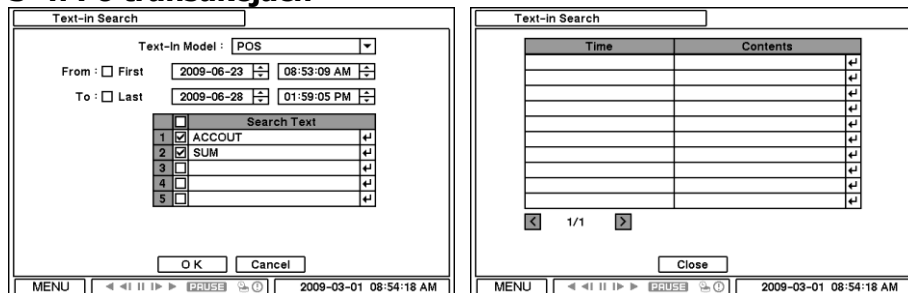 Text-in Search
Text-In Model : POS
From : First 2009-06-23 08:53:09 AM
To : Last 2009-06-28 01:59:05 PM
Search Text
1 ACCOUT
2 SUM
3
4
5
OK Cancel
MENU PAUSE 2009-03-01 08:54:18 AM
Text-in Search
Time Contents
1/1
Close
MENU PAUSE 2009-03-01 08:54:18 AM